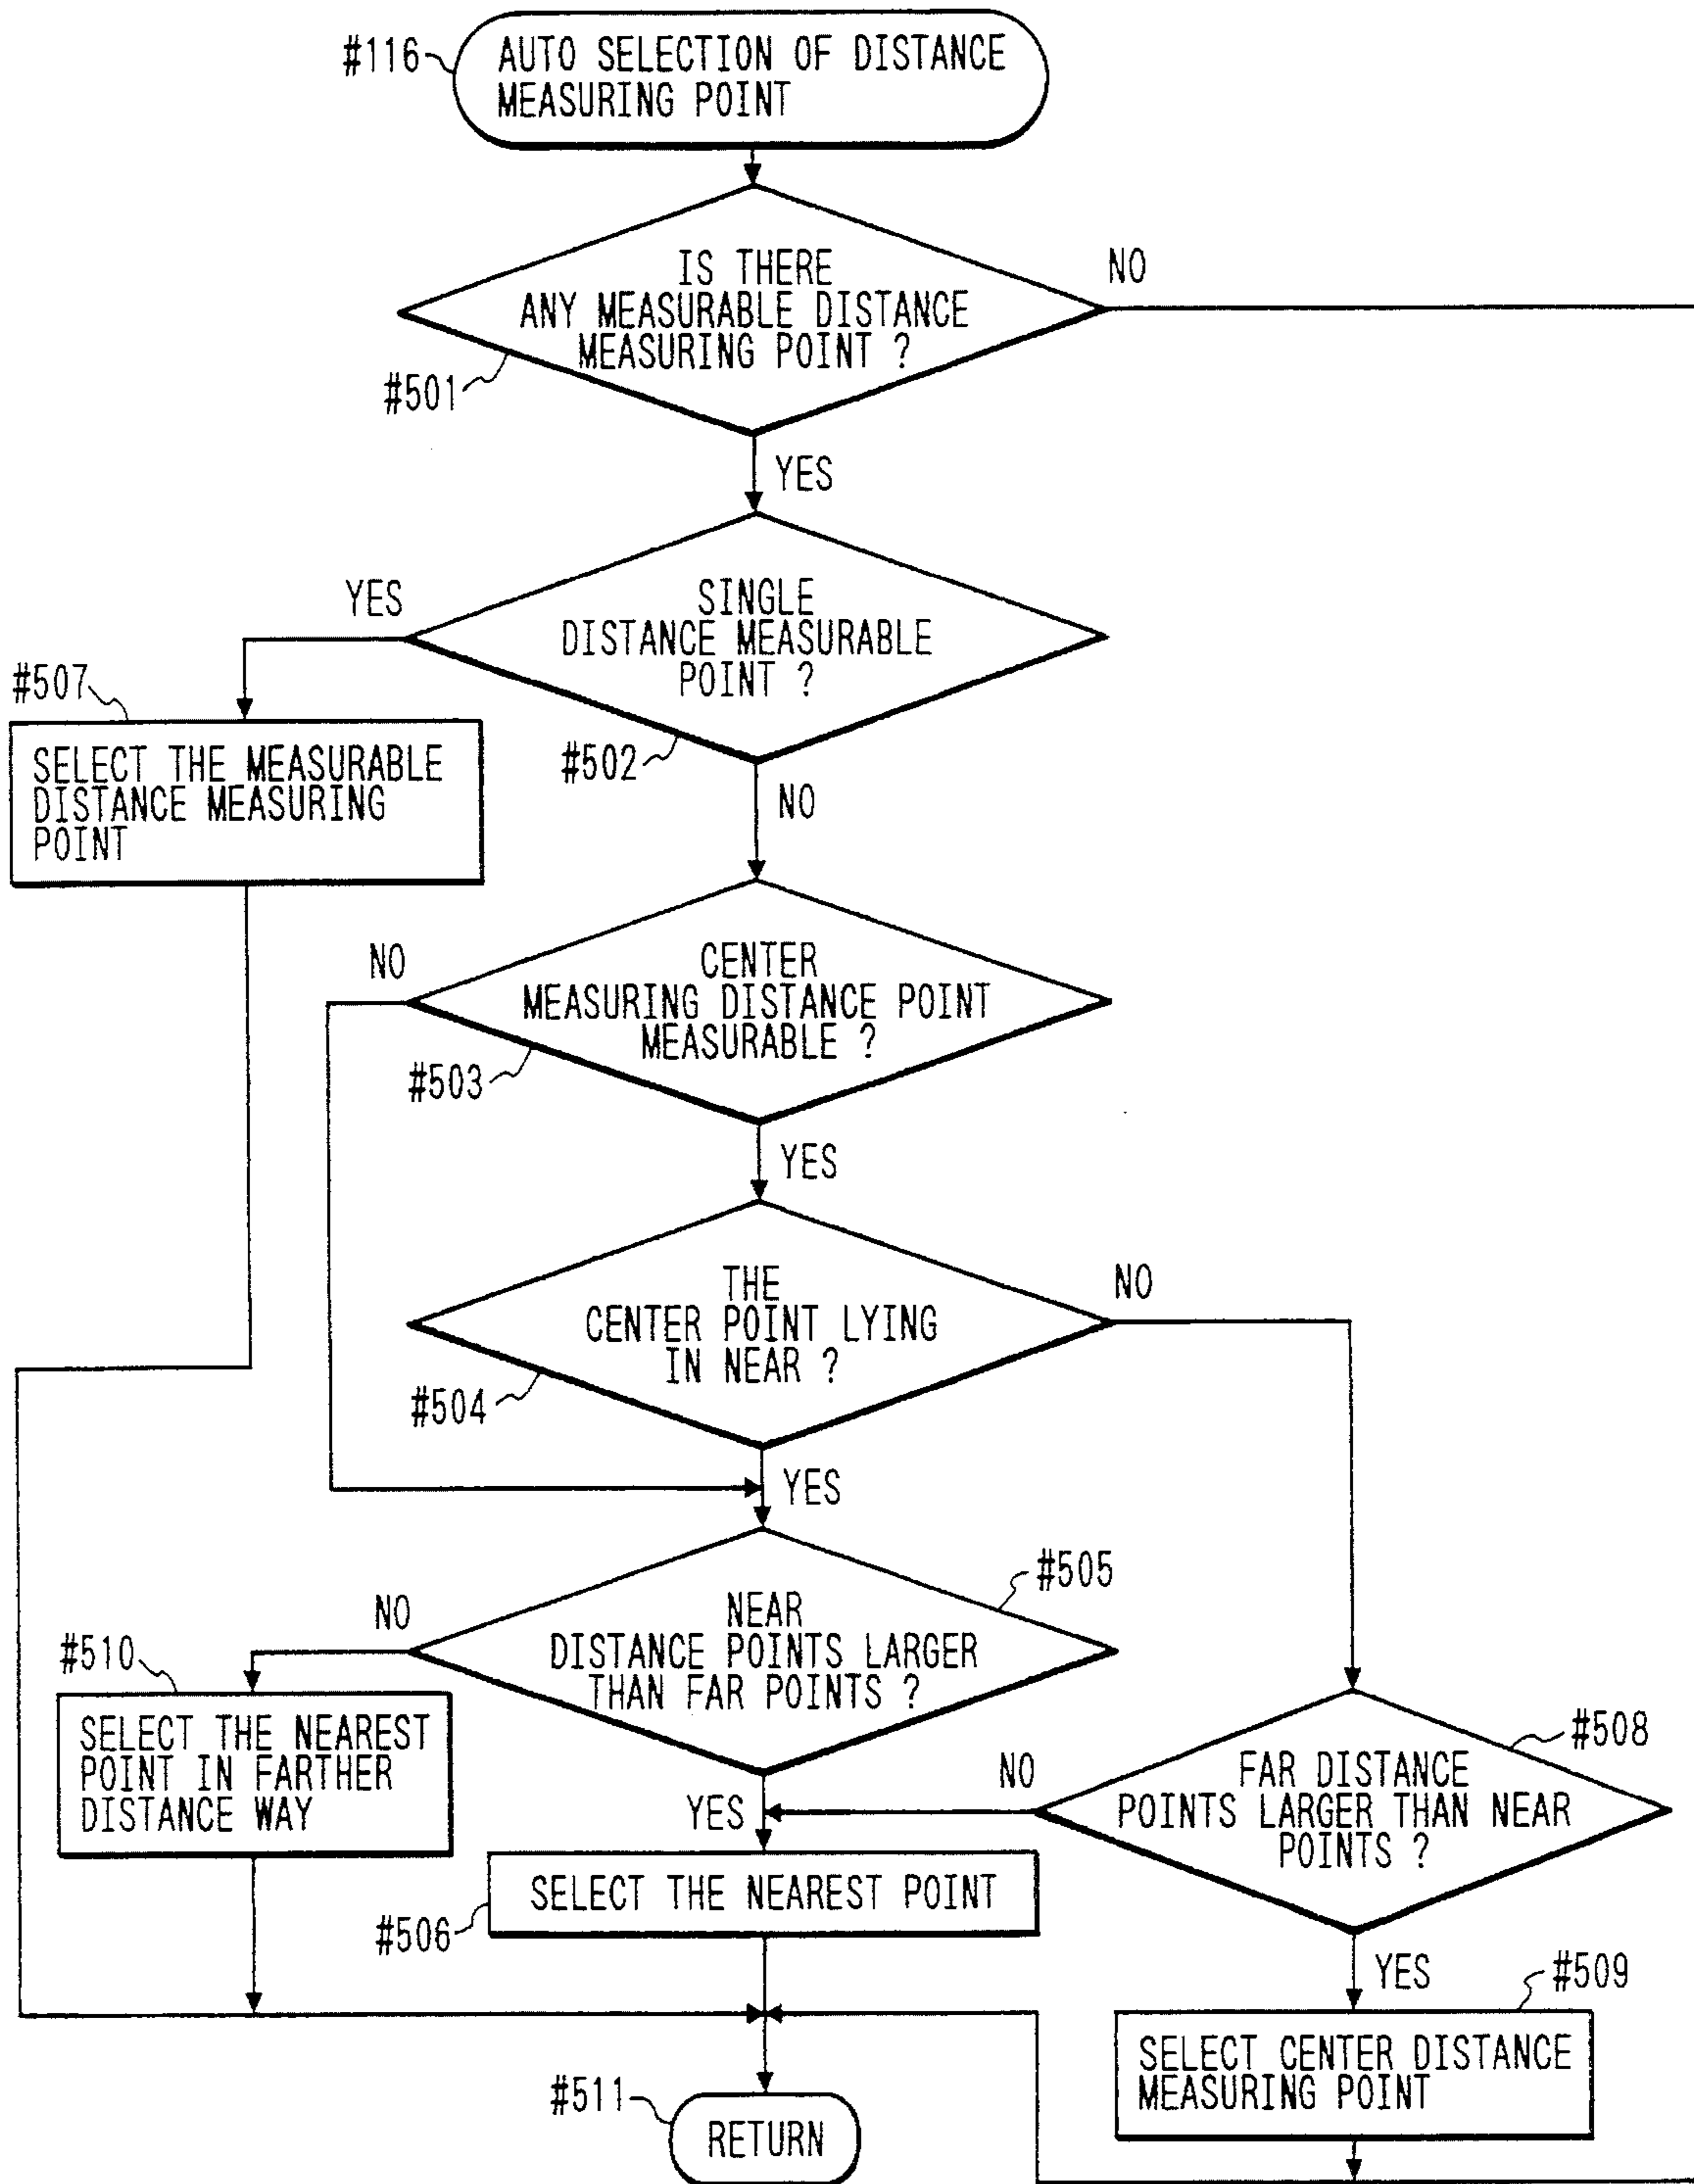 #116
AUTO SELECTION OF DISTANCE
MEASURING POINT
IS THERE
ANY MEASURABLE DISTANCE
MEASURING POINT ?
NO
#501
YES
SINGLE
DISTANCE MEASURABLE
POINT ?
YES
#502
NO
#507
SELECT THE MEASURABLE
DISTANCE MEASURING
POINT
CENTER
MEASURING DISTANCE POINT
MEASURABLE ?
NO
#503
YES
THE
CENTER POINT LYING
IN NEAR ?
NO
#504
YES
#505
NEAR
DISTANCE POINTS LARGER
THAN FAR POINTS ?
NO
#510
SELECT THE NEAREST
POINT IN FARTHER
DISTANCE WAY
YES
#508
FAR DISTANCE
POINTS LARGER THAN NEAR
POINTS ?
NO
SELECT THE NEAREST POINT
#506
YES
#509
SELECT CENTER DISTANCE
MEASURING POINT
#511
RETURN